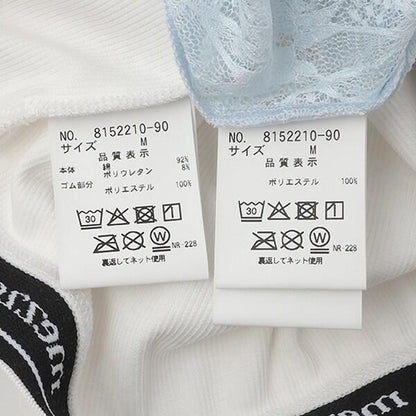 NO. 8152210-90
サイズ M
品質表示
本体 綿 92%
ポリウレタン 8%
ゴム部分 ポリエステル 100%
30
W
NR-228
裏返してネット使用
NO. 8152210-90
サイズ M
品質表示
ポリエステル 100%
30
W
NR-228
裏返してネット使用